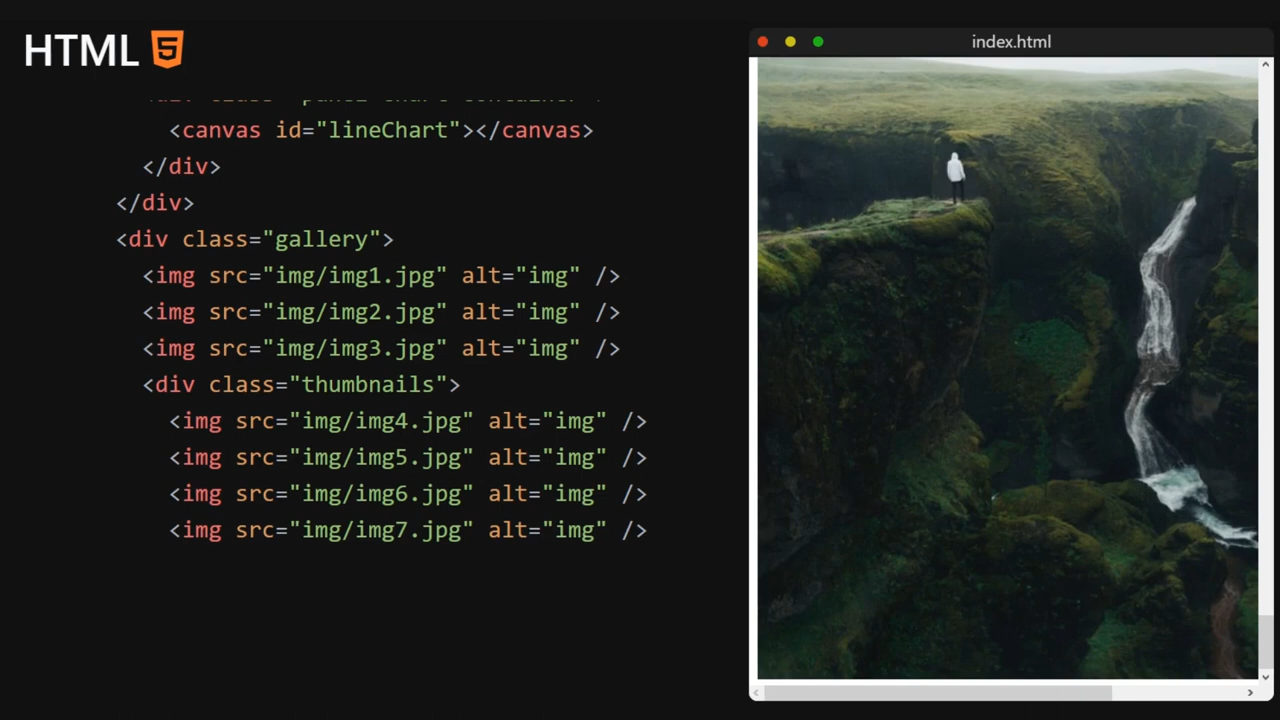 HTML 5
<canvas id="lineChart"></canvas>
</div>
</div>
<div class="gallery">
<img src="img/img1.jpg" alt="img" />
<img src="img/img2.jpg" alt="img" />
<img src="img/img3.jpg" alt="img" />
<div class="thumbnails">
<img src="img/img4.jpg" alt="img" />
<img src="img/img5.jpg" alt="img" />
<img src="img/img6.jpg" alt="img" />
<img src="img/img7.jpg" alt="img" />
index.html